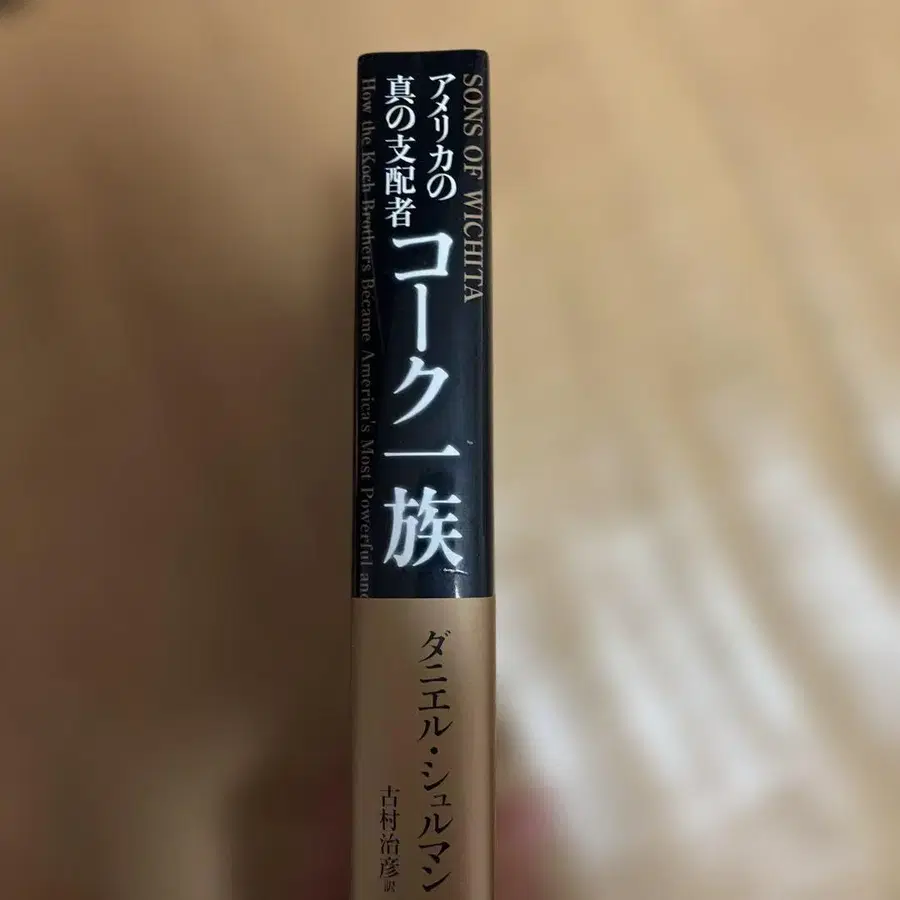 SONS OF WICHITA
アメリカの
真の支配者
コーク一族
How the Koch Brothers Became America's Most Powerful and
ダニエル・シュルマン
古村治彦 訳